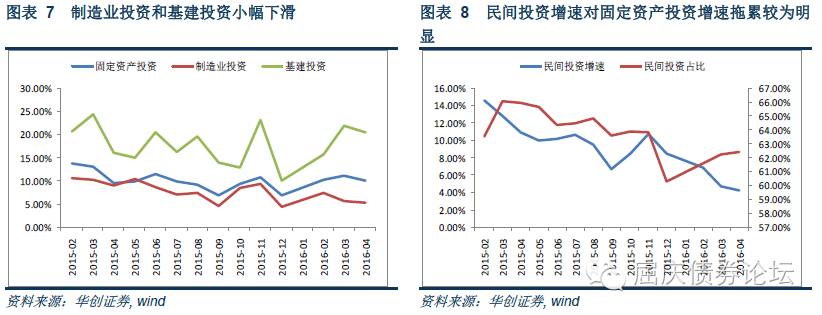 图表 7 制造业投资和基建投资小幅下滑
固定资产投资 制造业投资 基建投资
30.00%
25.00%
20.00%
15.00%
10.00%
5.00%
0.00%
2015-02 2015-03 2015-04 2015-05 2015-06 2015-07 2015-08 2015-09 2015-10 2015-11 2015-12 2016-01 2016-02 2016-03 2016-04
资料来源：华创证券, wind
图表 8 民间投资增速对固定资产投资增速拖累较为明
显
民间投资增速 民间投资占比
16.00%
14.00%
12.00%
10.00%
8.00%
6.00%
4.00%
2.00%
0.00%
67.00%
66.00%
65.00%
64.00%
63.00%
62.00%
61.00%
60.00%
59.00%
58.00%
57.00%
2015-02 2015-03 2015-04 2015-05 2015-06 2015-07 2015-08 2015-09 2015-10 2015-11 2015-12 2016-01 2016-02 2016-03 2016-04
屈庆债券论坛
资料来源：华创证券, wind